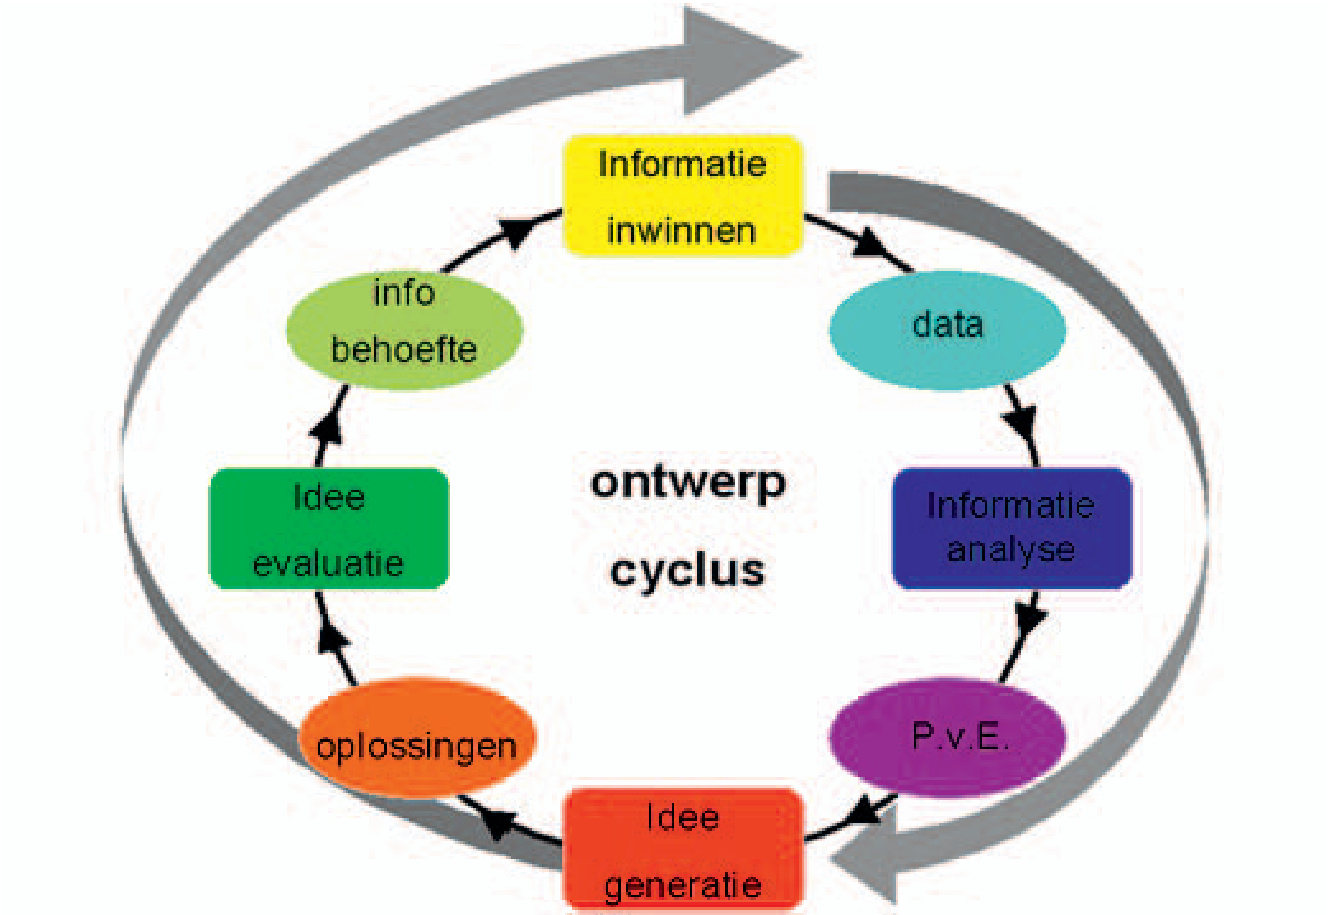 Informatie
inwinnen
info
behoefte
data
ontwerp
cyclus
Idee
evaluatie
Informatie
analyse
oplossingen
P.v.E.
Idee
generatie